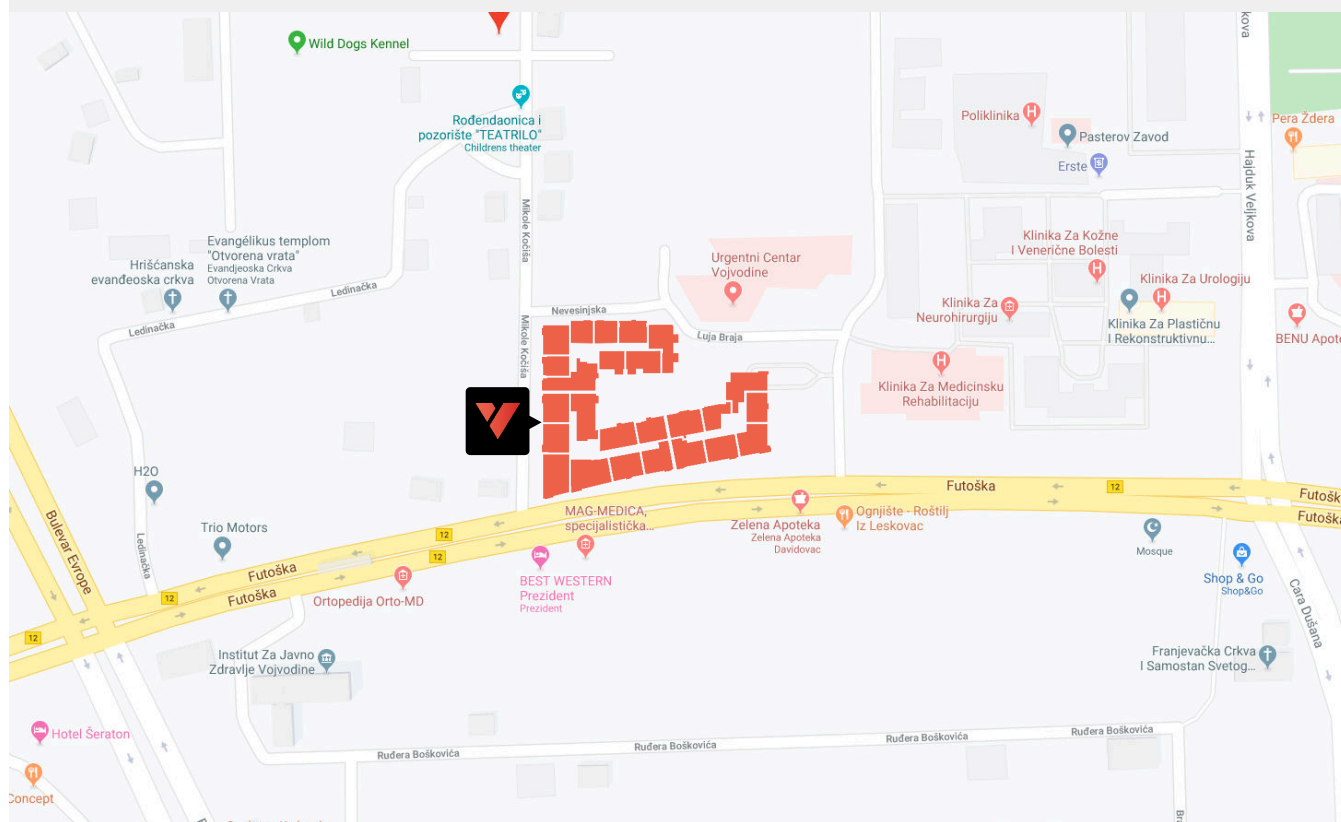 kova
Wild Dogs Kennel
Rođendaonica i
pozorište "TEATRILO"
Childrens theater
Poliklinika
Pasterov Zavod
Erste
Pera Ždera
Hajduk Veljkova
Mikole Kočiša
Evangélikus templom
"Otvorena vrata"
Evandjeoska Crkva
Otvorena Vrata
Hrišćanska
evanđeoska crkva
Ledinačka
Ledinačka
Urgentni Centar
Vojvodine
Klinika Za Kožne
I Venerične Bolesti
Klinika Za Urologiju
Klinika Za
Neurohirurgiju
Klinika Za Plastičnu
I Rekonstruktivnu...
BENU Apote
Nevesinjska
Mikole Kočiša
Luja Braja
Klinika Za Medicinsku
Rehabilitaciju
H2O
Trio Motors
Bulevar Evrope
Ledinačka
Futoška
12
Futoška
Futoška
MAG-MEDICA,
specijalistička...
Zelena Apoteka
Zelena Apoteka
Davidovac
Ognjište - Roštilj
Iz Leskovac
Mosque
12
12
Shop & Go
Shop&Go
BEST WESTERN
Prezident
Prezident
Futoška
Futoška
12
12
Ortopedija Orto-MD
Cara Dušana
Institut Za Javno
Zdravlje Vojvodine
Franjevačka Crkva
I Samostan Svetog...
Hotel Šeraton
Concept
Ruđera Boškovića
Ruđera Boškovića
Ruđera Boškovića
Ruđera Boškovića